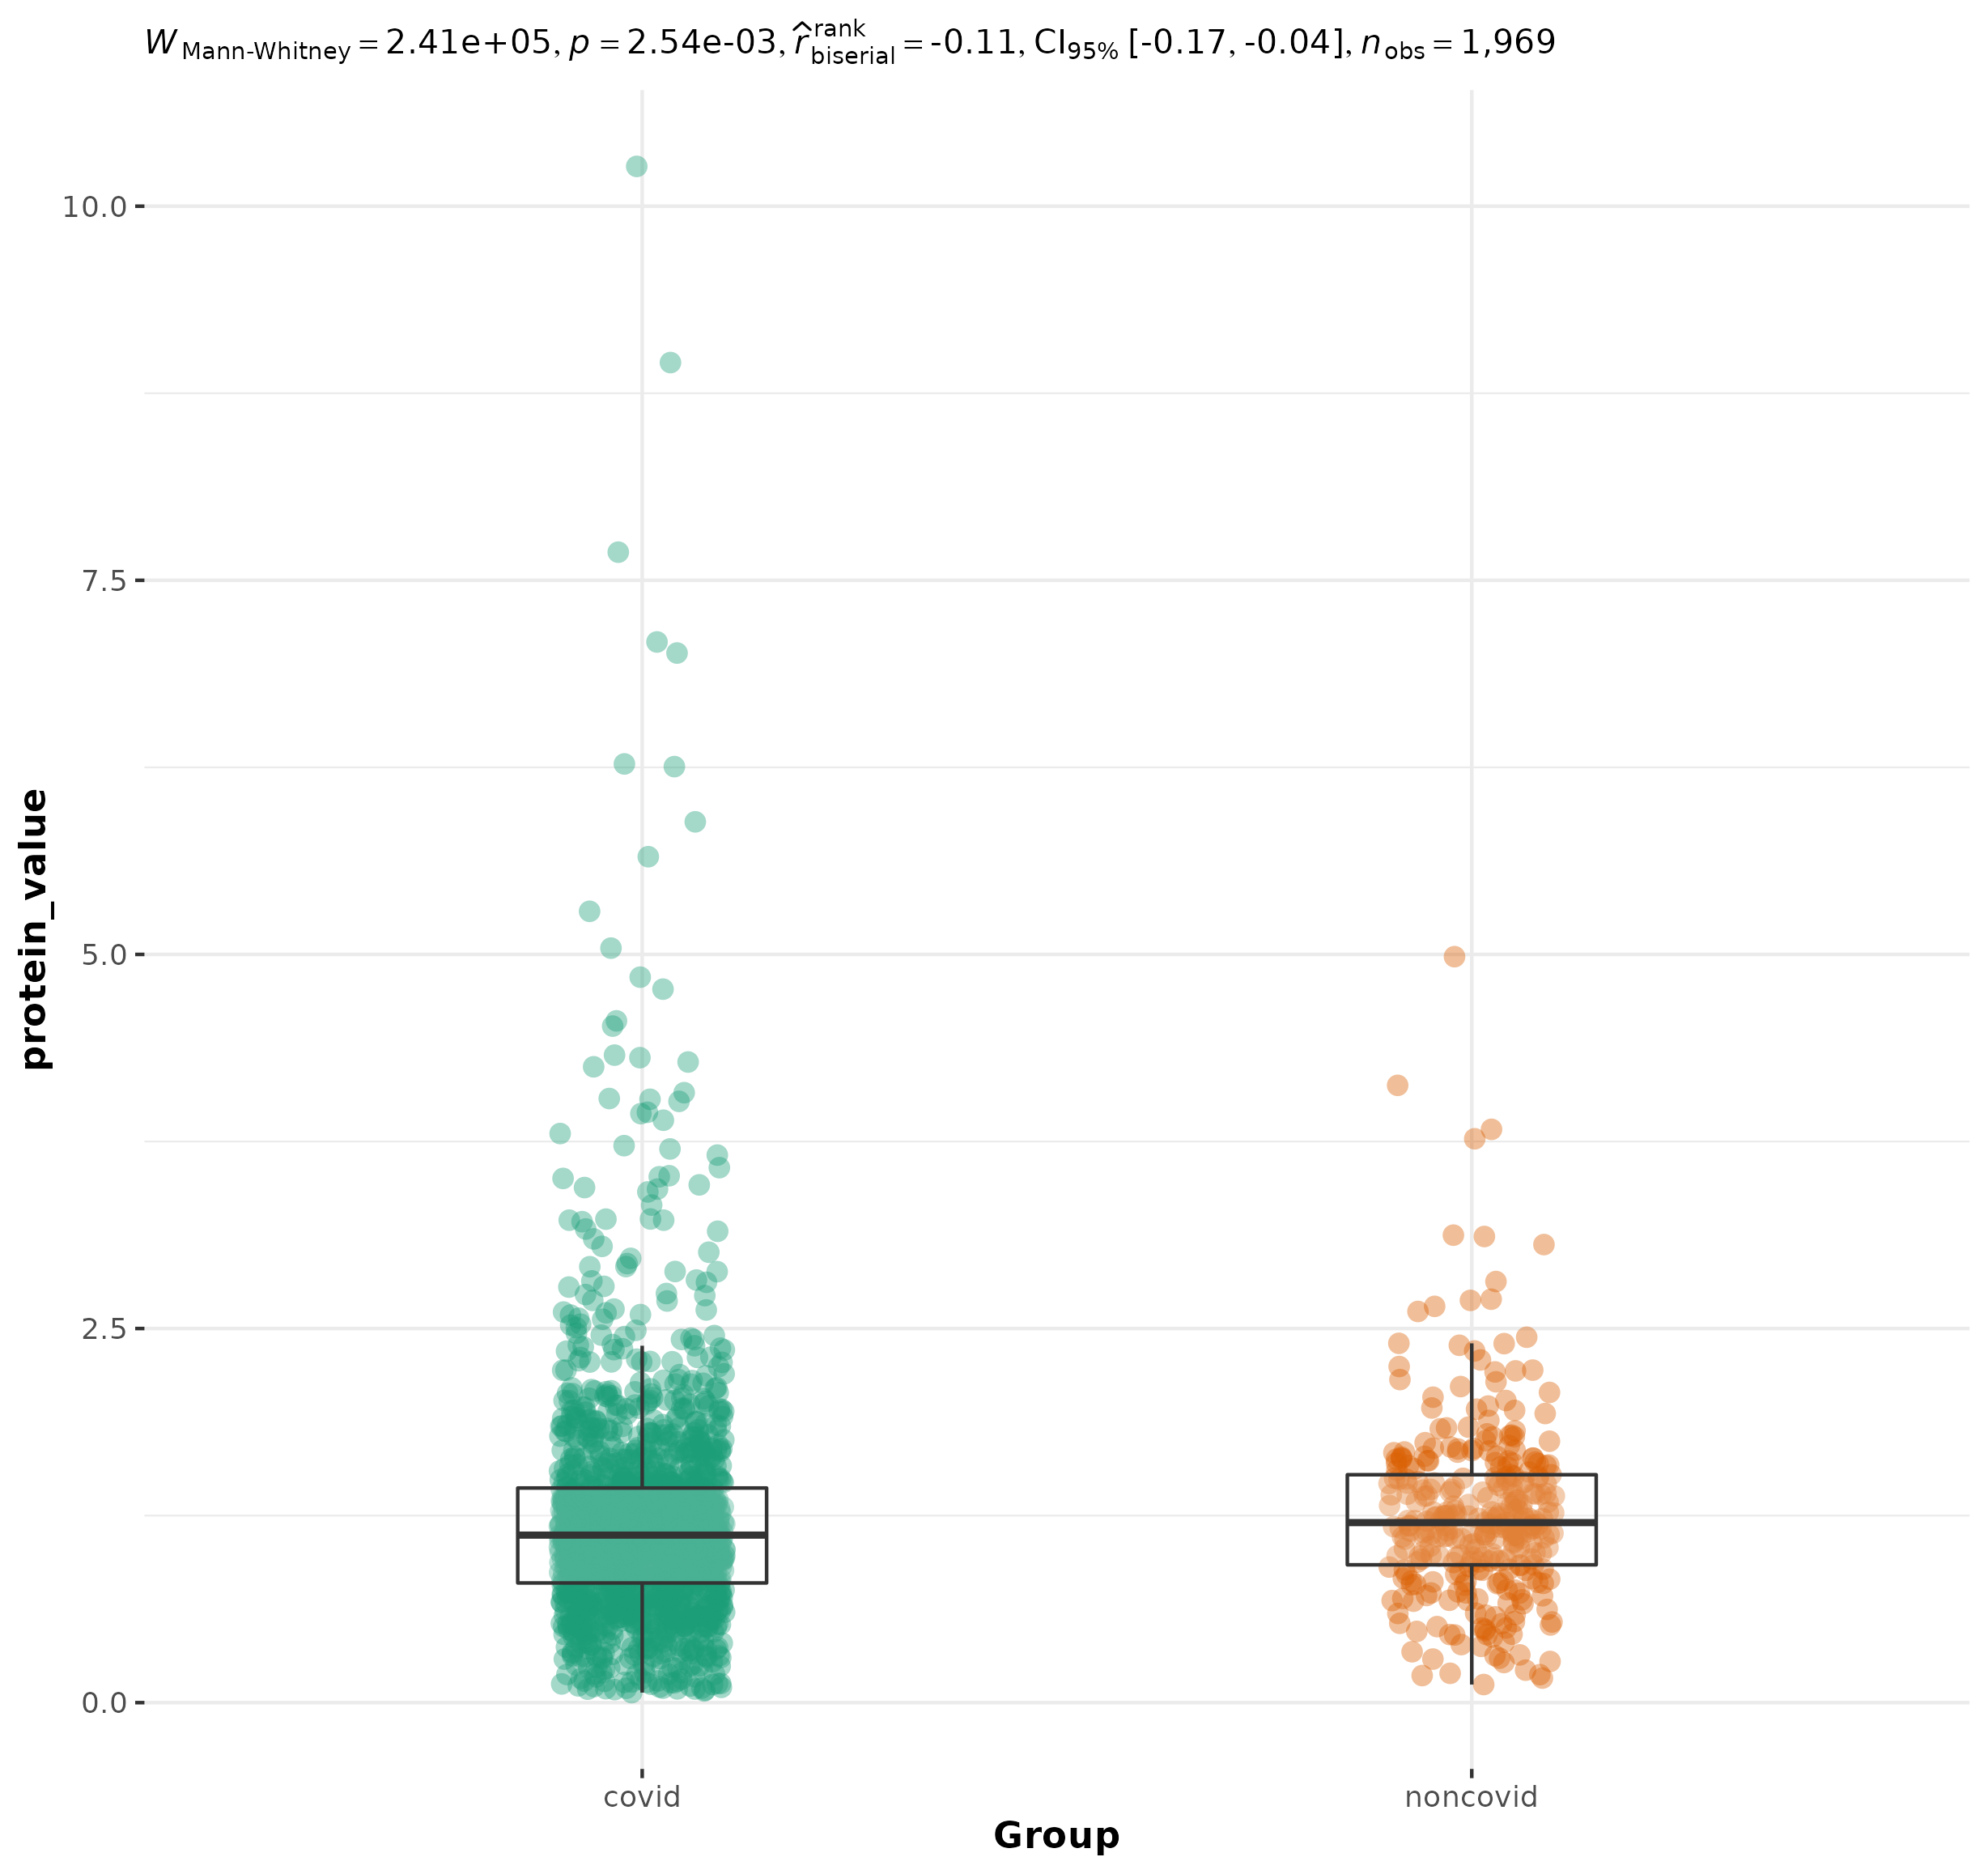 W Mann-Whitney = 2.41e+05, p = 2.54e-03, r̂ rank biserial = -0.11, CI95% [-0.17, -0.04], nobs = 1,969
10.0
7.5
5.0
2.5
0.0
protein_value
covid noncovid
Group